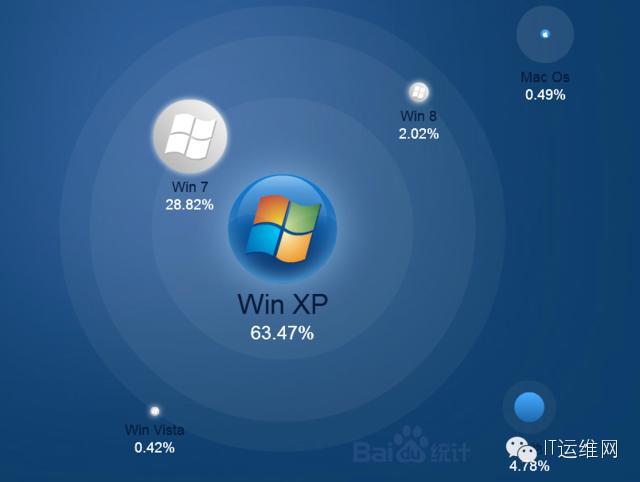 Mac Os
0.49%
Win 8
2.02%
Win 7
28.82%
Win XP
63.47%
Win Vista
0.42%
Baidu统计
IT运维网
4.78%